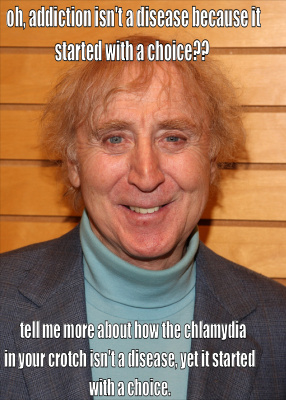 oh, addiction isn't a disease because it
started with a choice??
tell me more about how the chlamydia
in your crotch isn't a disease, yet it started
with a choice.